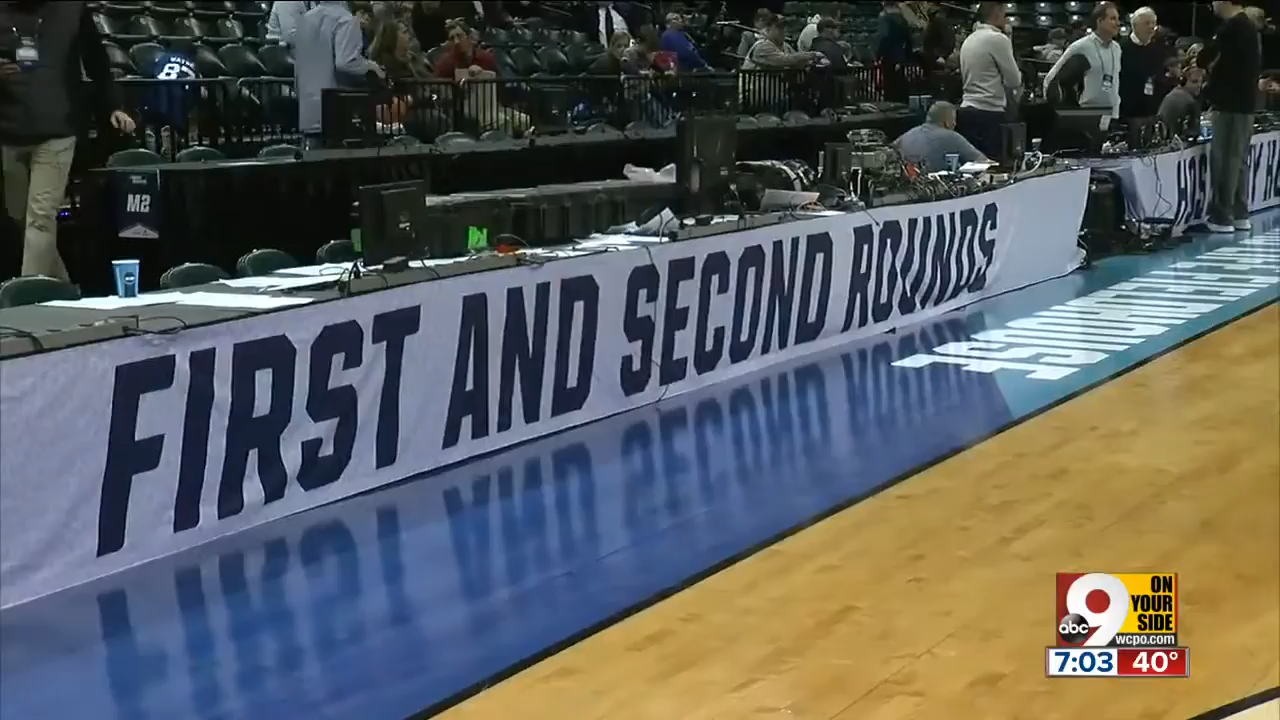 M2
FIRST AND SECOND ROUNDS
abc 9 ON
YOUR
SIDE
wcpo.com
7:03 40°